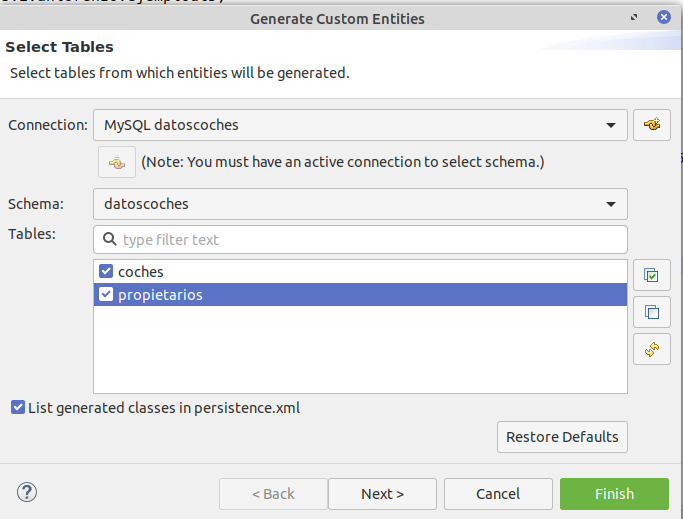 Generate Custom Entities
Select Tables
Select tables from which entities will be generated.
Connection: MySQL datoscoches
(Note: You must have an active connection to select schema.)
Schema: datoscoches
Tables: type filter text
coches
propietarios
List generated classes in persistence.xml
Restore Defaults
< Back Next > Cancel Finish